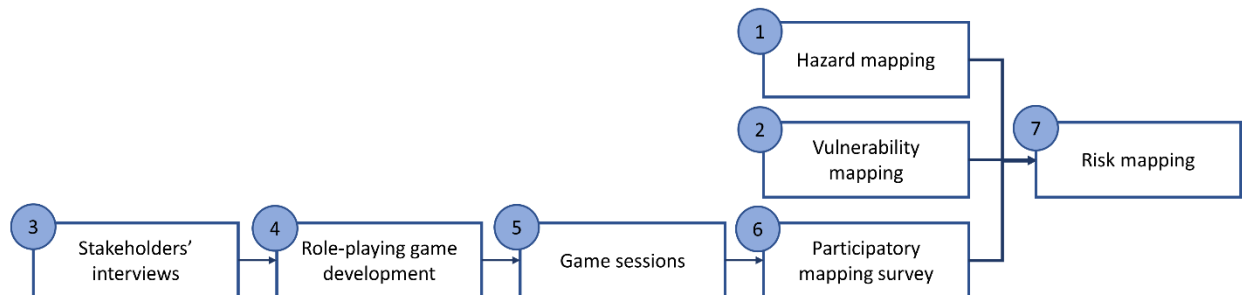 1
Hazard mapping
2
Vulnerability
mapping
7
Risk mapping
3
Stakeholders’
interviews
4
Role-playing game
development
5
Game sessions
6
Participatory
mapping survey